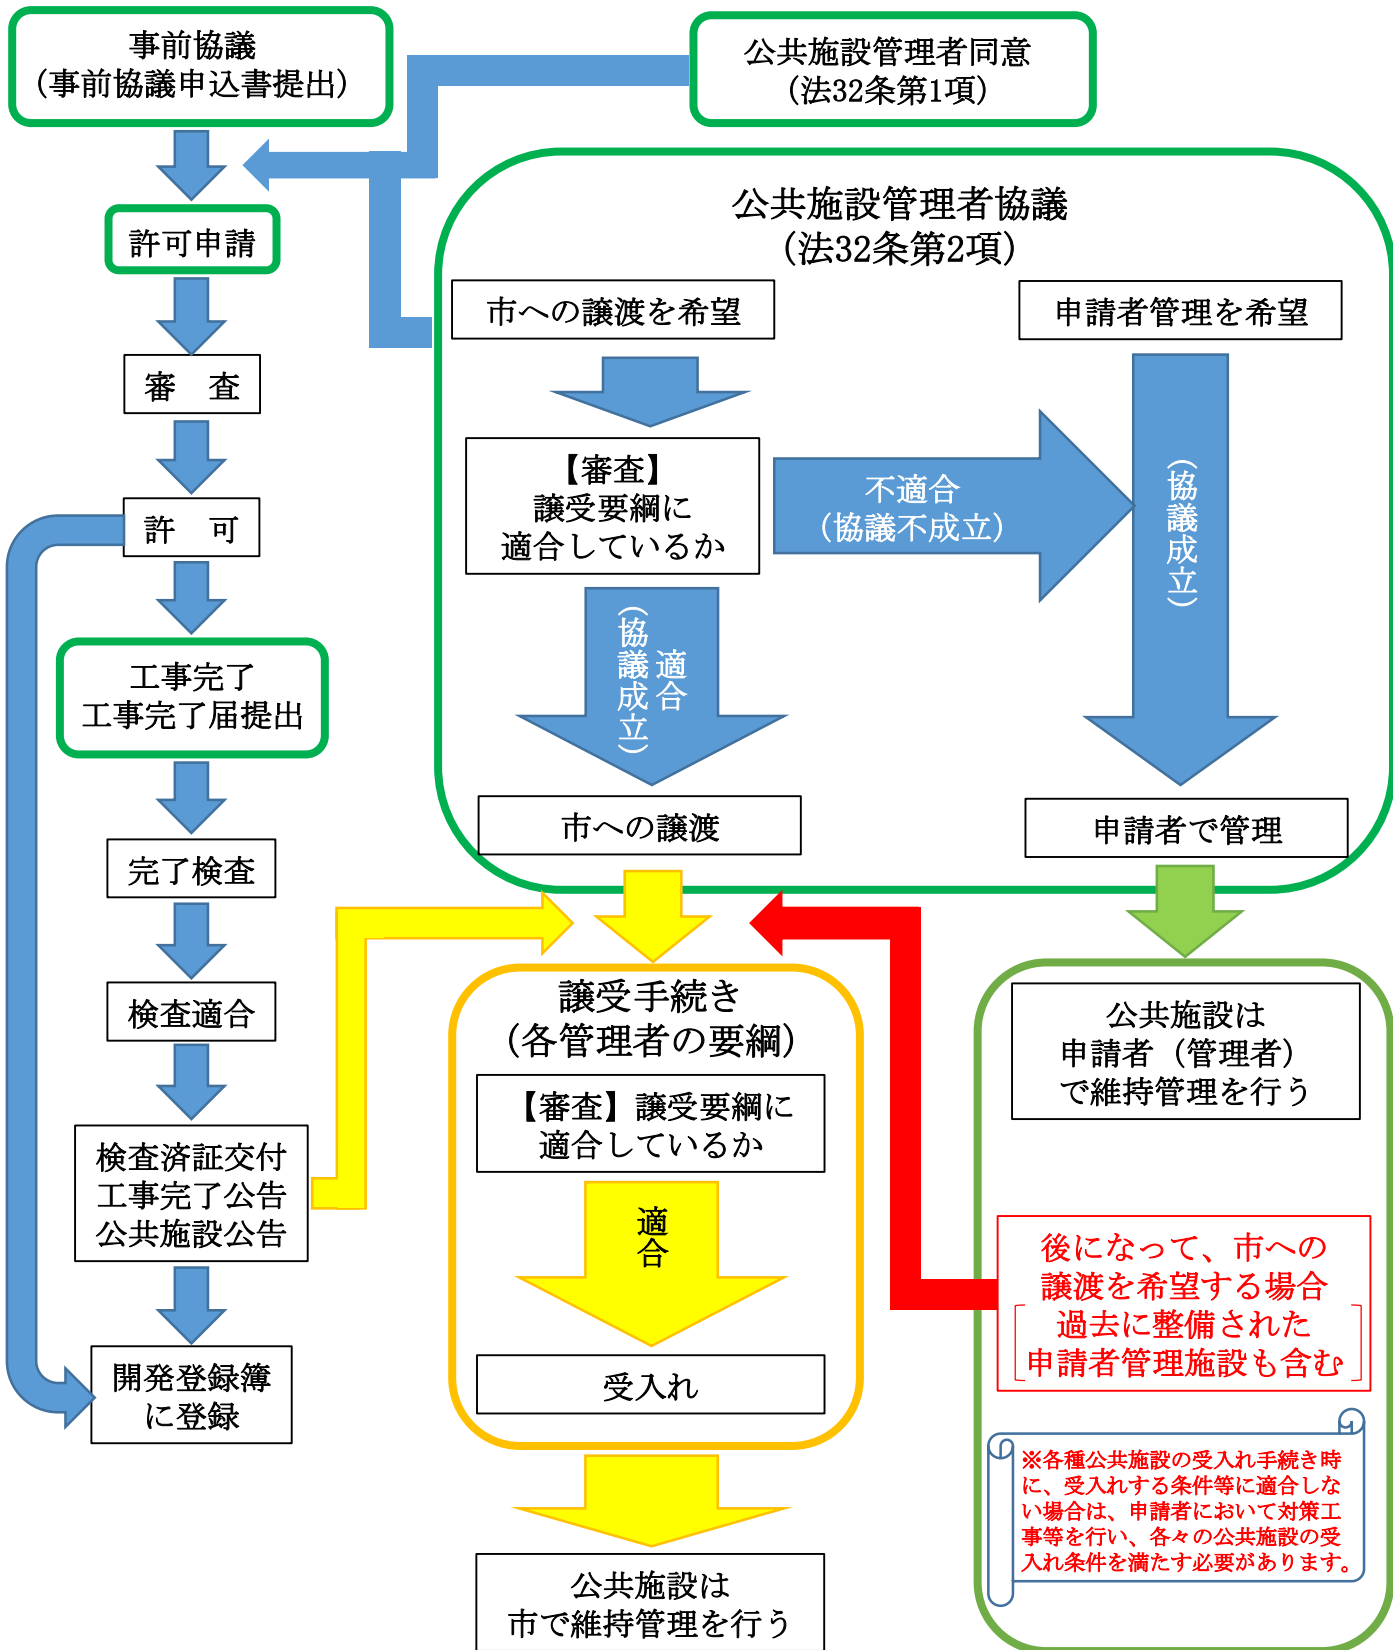 事前協議
（事前協議申込書提出）
公共施設管理者同意
（法32条第1項）
許可申請
審　査
許　可
工事完了
工事完了届提出
完了検査
検査適合
検査済証交付
工事完了公告
公共施設公告
開発登録簿
に登録
公共施設管理者協議
（法32条第2項）
市への譲渡を希望
申請者管理を希望
【審査】
譲受要綱に
適合しているか
不適合
（協議不成立）
（協議成立）
適合
（協議成立）
市への譲渡
申請者で管理
譲受手続き
（各管理者の要綱）
【審査】譲受要綱に
適合しているか
適合
受入れ
公共施設は
市で維持管理を行う
公共施設は
申請者（管理者）
で維持管理を行う
後になって、市への
譲渡を希望する場合
過去に整備された
申請者管理施設も含む
※各種公共施設の受入れ手続き時
に、受入れする条件等に適合しな
い場合は、申請者において対策工
事等を行い、各々の公共施設の受
入れ条件を満たす必要があります。